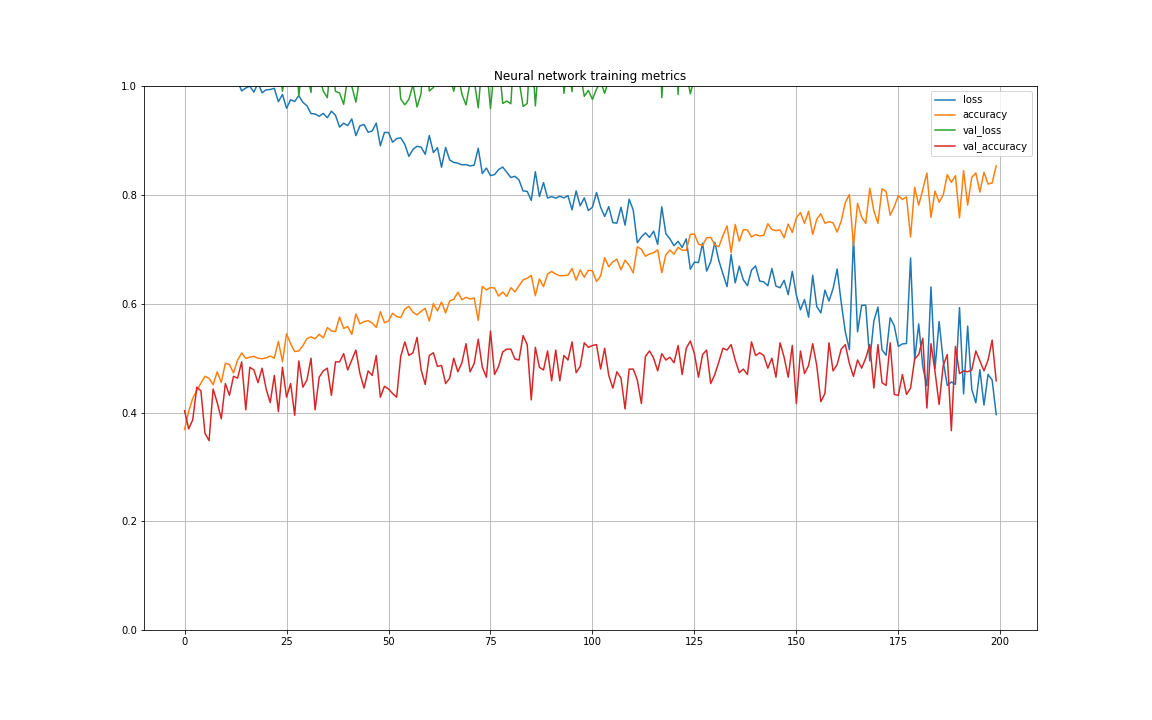 Neural network training metrics
1.0
0.8
0.6
0.4
0.2
0.0
loss
accuracy
val_loss
val_accuracy
0 25 50 75 100 125 150 175 200